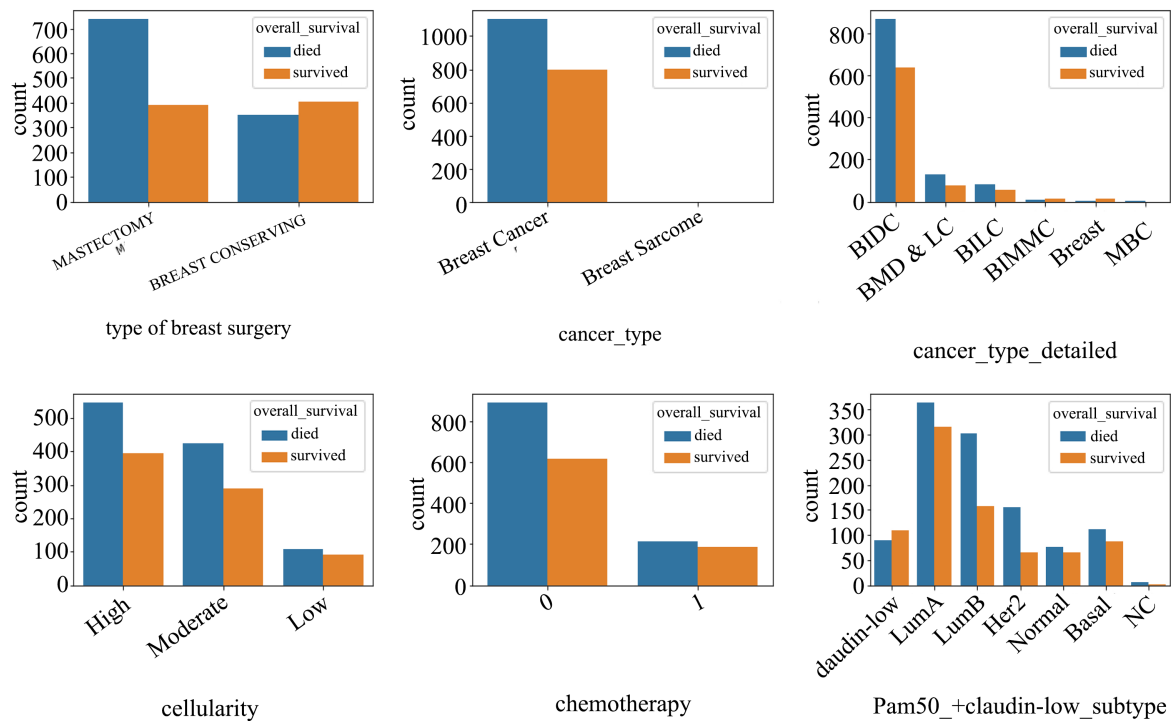 700
600
500
400
300
200
100
0
count
overall_survival
died
survived
MASTECTOMY
M
BREAST CONSERVING
type of breast surgery
1000
800
600
400
200
0
count
overall_survival
died
survived
Breast Cancer
Breast Sarcome
cancer_type
800
600
400
200
0
count
overall_survival
died
survived
BIDC
BMD & LC
BILC
BIMMC
Breast
MBC
cancer_type_detailed
500
400
300
200
100
0
count
overall_survival
died
survived
High
Moderate
Low
cellularity
800
600
400
200
0
count
overall_survival
died
survived
0
1
chemotherapy
350
300
250
200
150
100
50
0
count
overall_survival
died
survived
daudin-low
LumA
LumB
Her2
Normal
Basal
NC
Pam50_+claudin-low_subtype